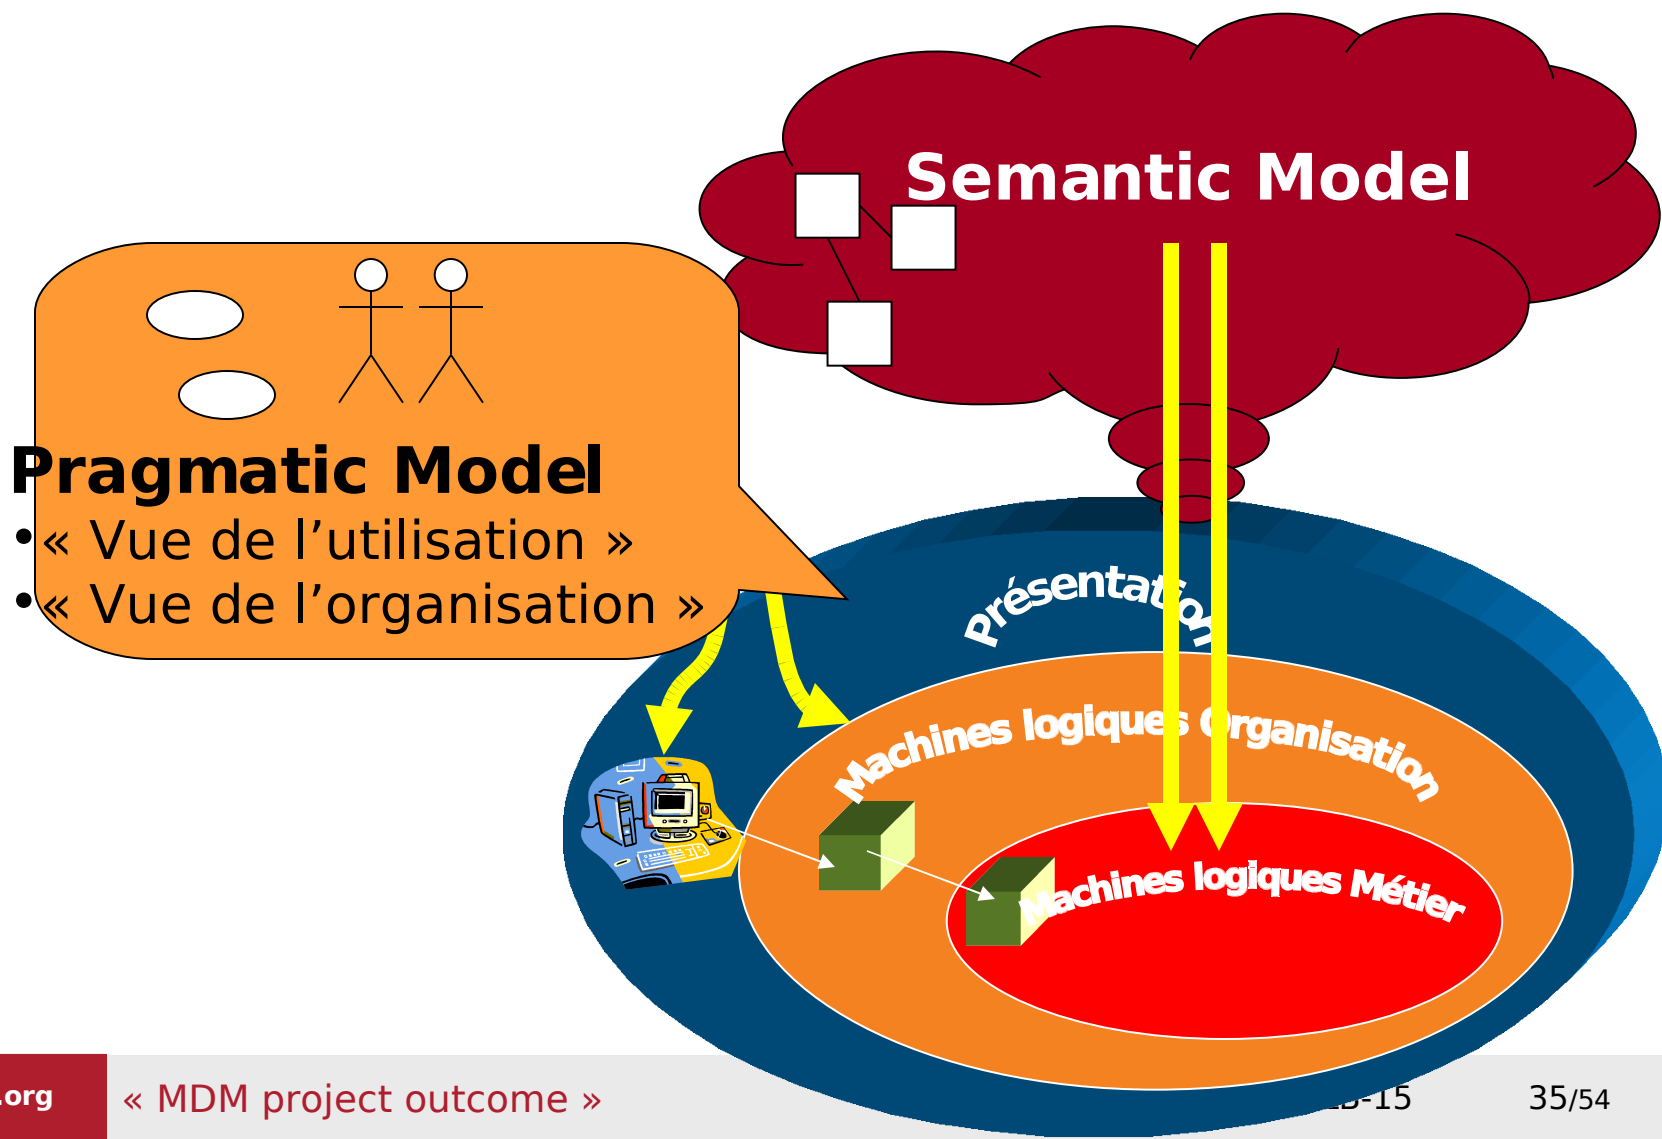 Semantic Model
Pragmatic Model
•« Vue de l’utilisation »
•« Vue de l’organisation »
Présentation
Machines logiques Organisation
Machines logiques Métier
.org
« MDM project outcome »
-15
35/54